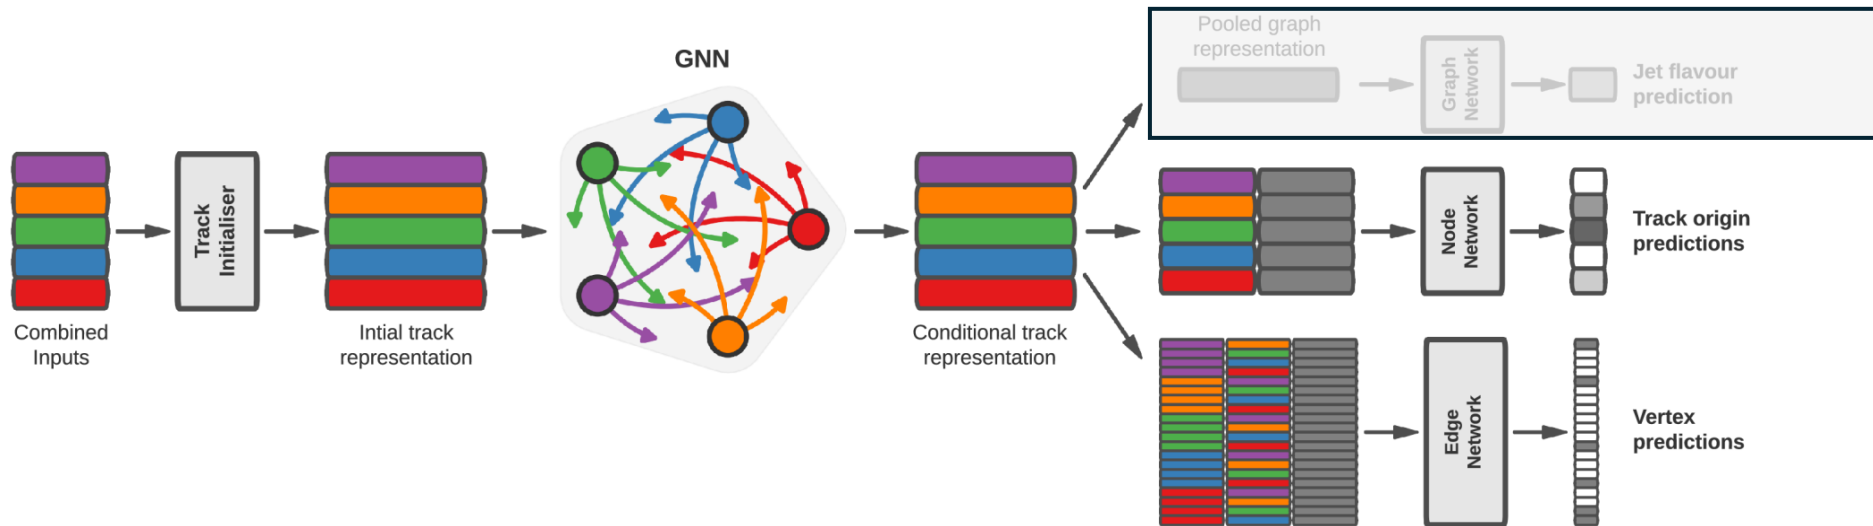 Combined
Inputs
Track
Initialiser
Intial track
representation
GNN
Conditional track
representation
Pooled graph
representation
Graph
Network
Jet flavour
prediction
Node
Network
Track origin
predictions
Edge
Network
Vertex
predictions